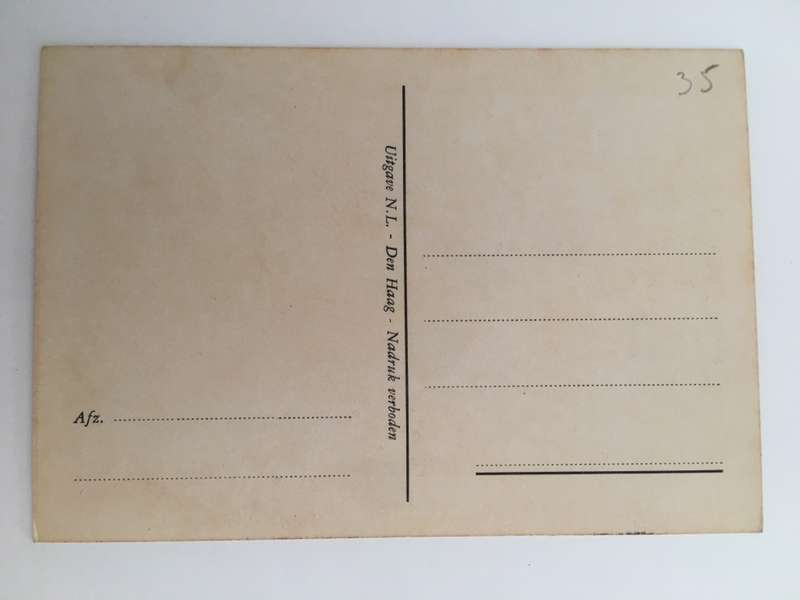 35
Uitgave N.L. - Den Haag - Nadruk verboden
Afz.